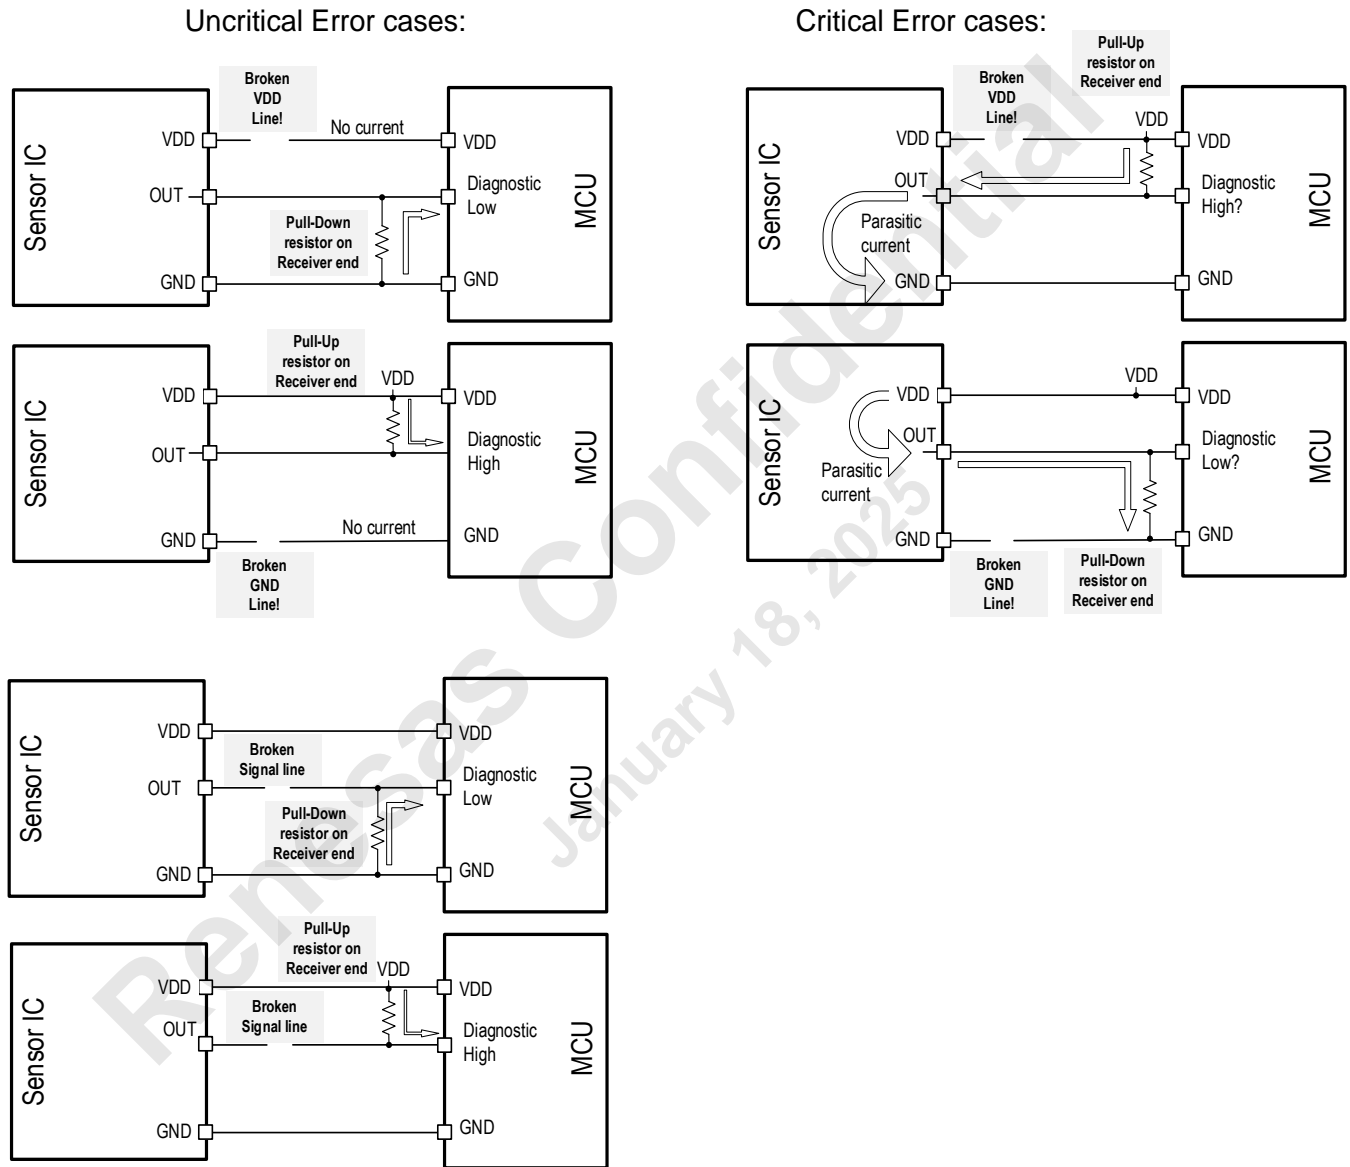 Uncritical Error cases:
Critical Error cases:
Broken
VDD
Line!
No current
Sensor IC
VDD
OUT
GND
VDD
Diagnostic
Low
GND
MCU
Pull-Down
resistor on
Receiver end
Pull-Up
resistor on
Receiver end
Broken
VDD
Line!
VDD
Sensor IC
VDD
OUT
Parasitic
current
GND
VDD
Diagnostic
High?
GND
MCU
Pull-Up
resistor on
Receiver end
VDD
Sensor IC
VDD
OUT
GND
VDD
Diagnostic
High
GND
MCU
No current
Broken
GND
Line!
VDD
Sensor IC
VDD
OUT
Parasitic
current
GND
VDD
Diagnostic
Low?
GND
MCU
Broken
GND
Line!
Pull-Down
resistor on
Receiver end
Sensor IC
VDD
OUT
GND
Broken
Signal line
Pull-Down
resistor on
Receiver end
VDD
Diagnostic
Low
GND
MCU
Pull-Up
resistor on
Receiver end
VDD
Sensor IC
VDD
OUT
GND
Broken
Signal line
VDD
Diagnostic
High
GND
MCU
Renesas Confidential
January 18, 2025